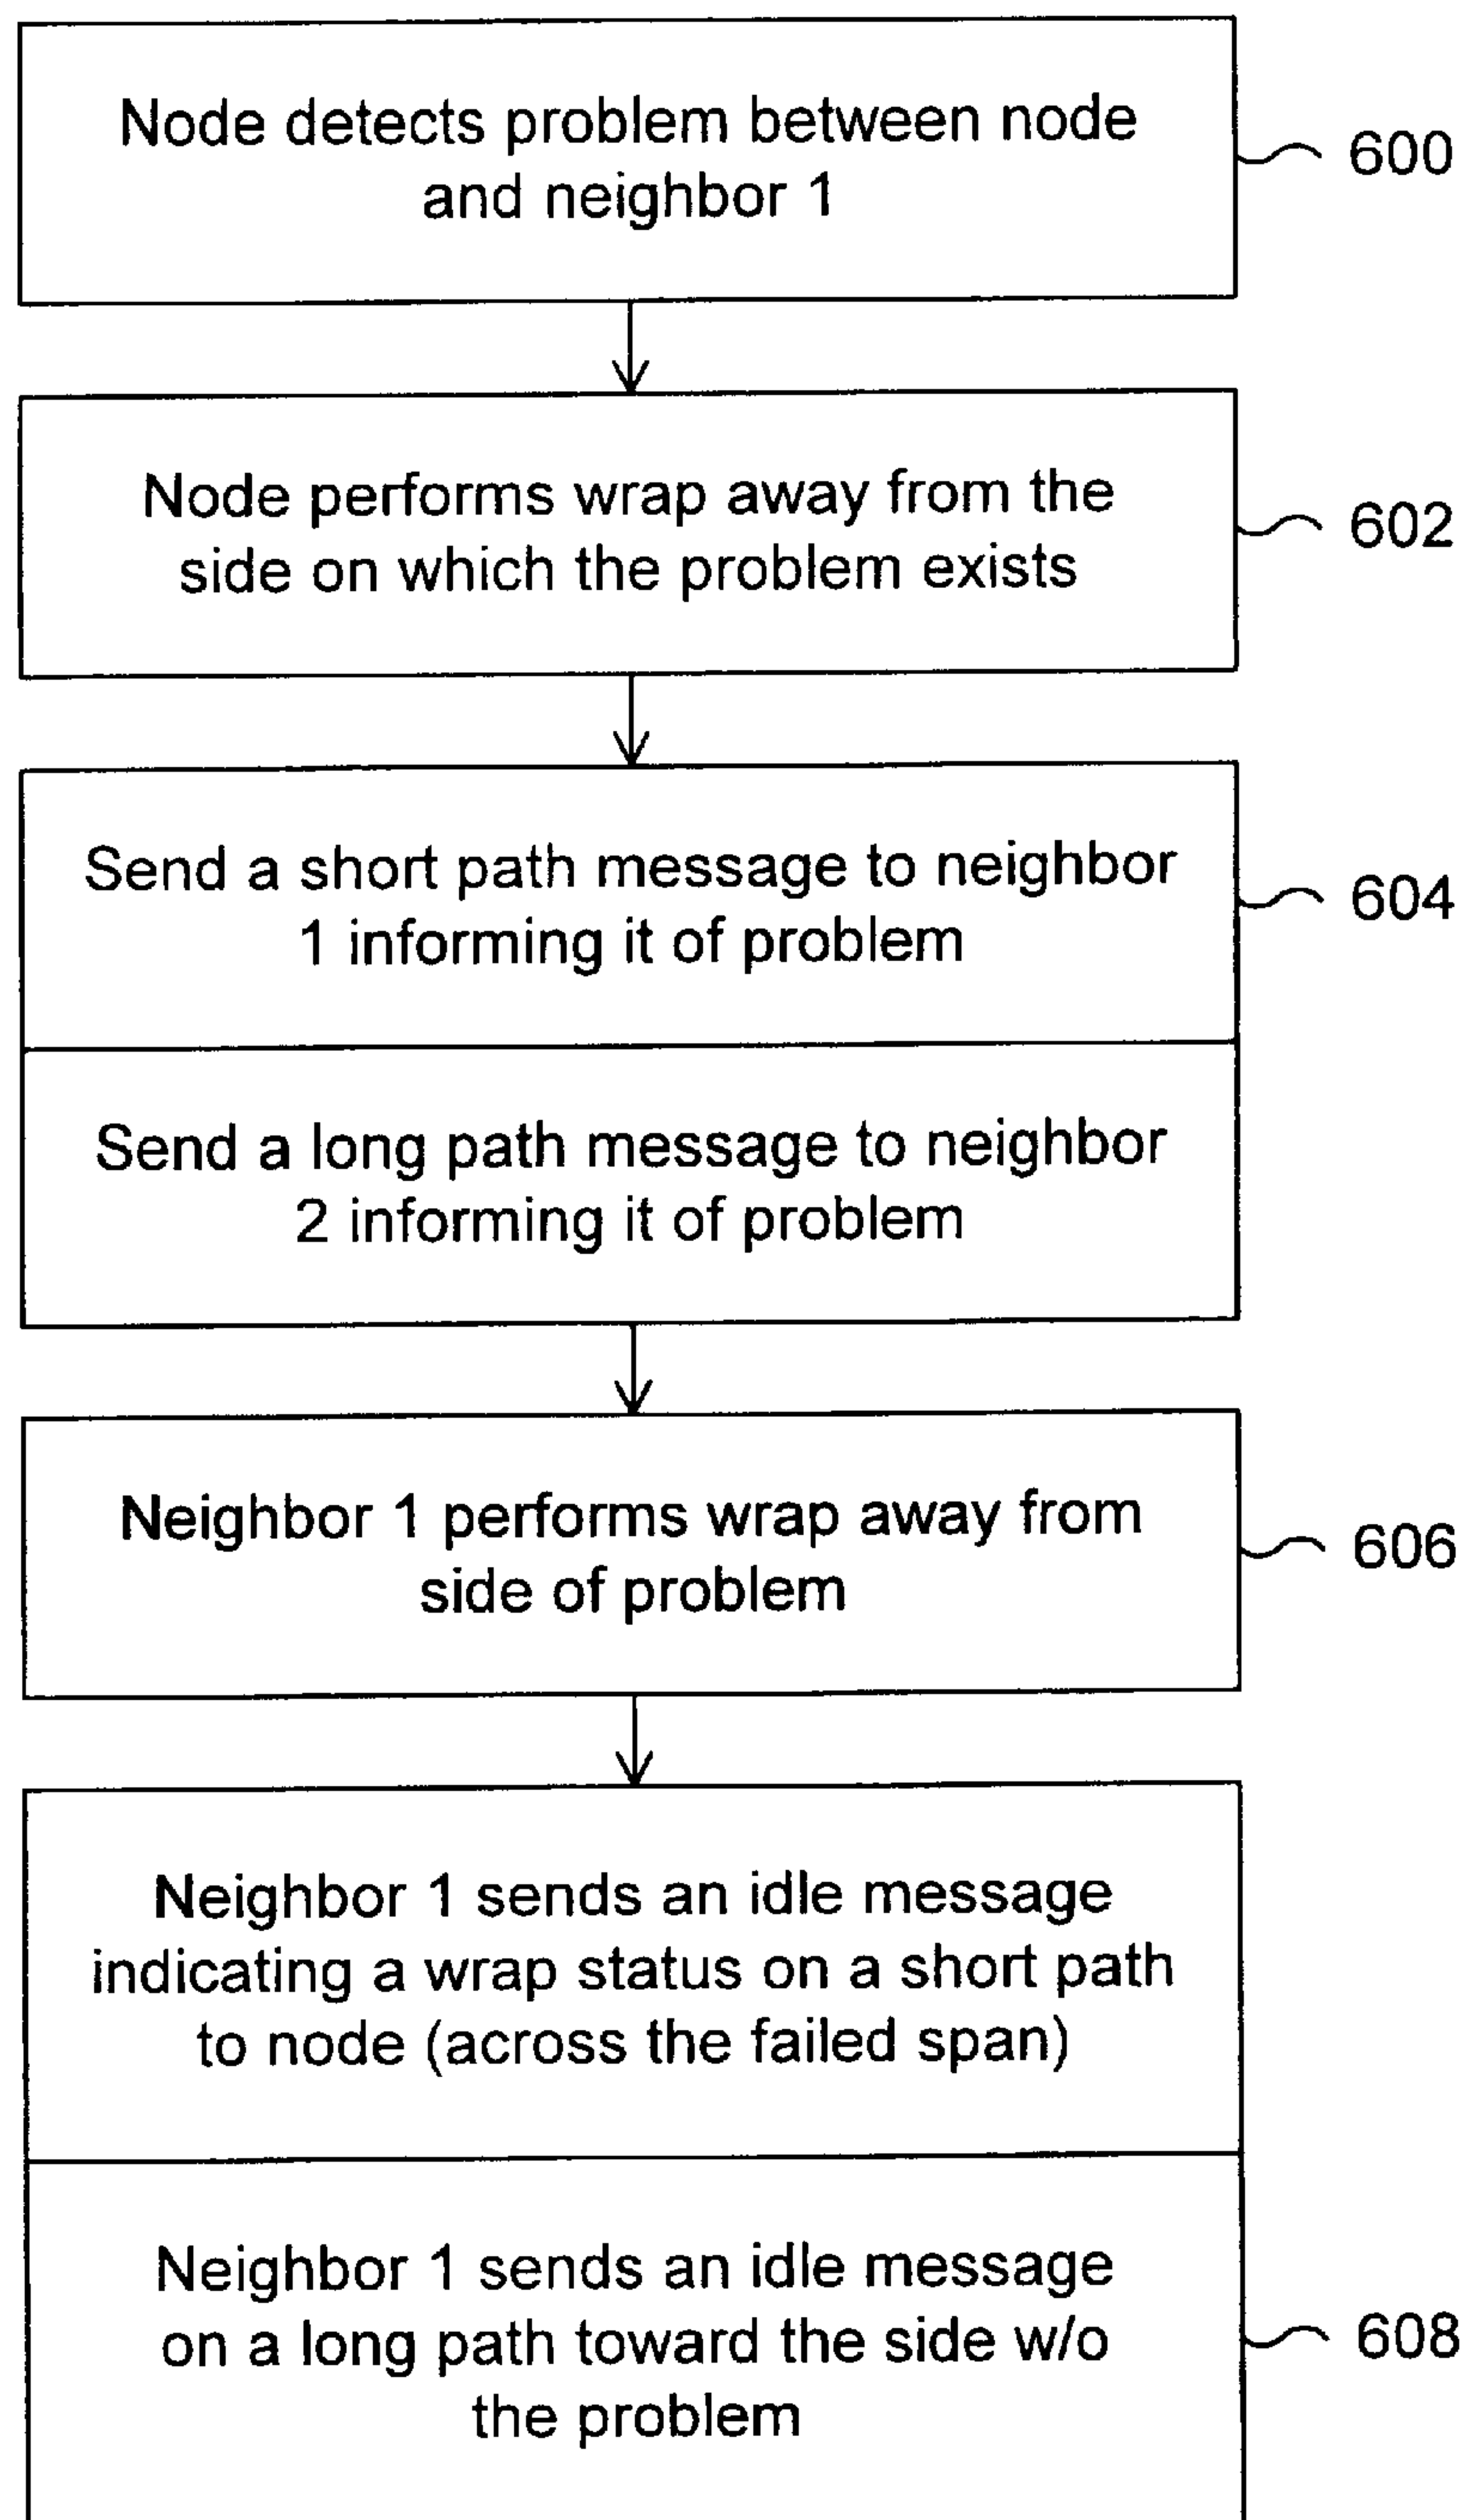 Node detects problem between node
and neighbor 1
600
Node performs wrap away from the
side on which the problem exists
602
Send a short path message to neighbor
1 informing it of problem
604
Send a long path message to neighbor
2 informing it of problem
Neighbor 1 performs wrap away from
side of problem
606
Neighbor 1 sends an idle message
indicating a wrap status on a short path
to node (across the failed span)
Neighbor 1 sends an idle message
on a long path toward the side w/o
the problem
608